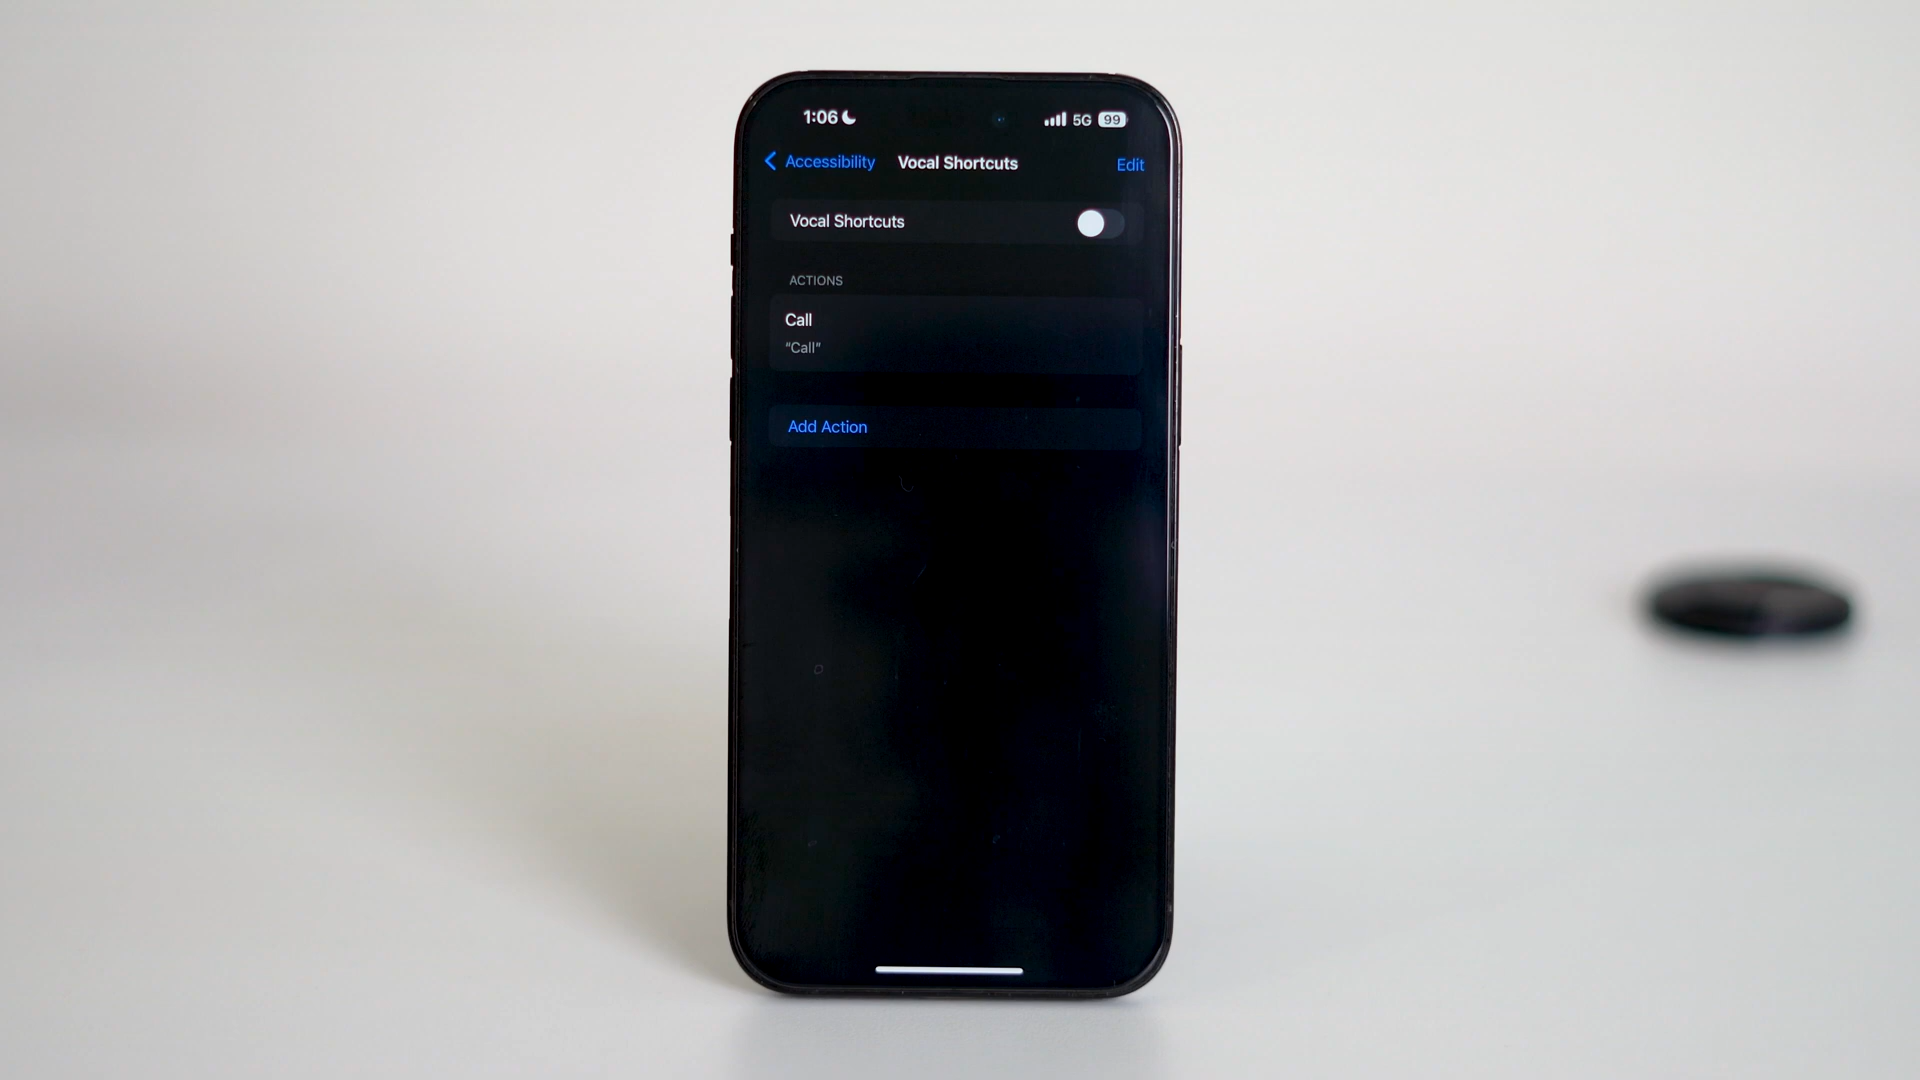 1:06 5G 99
Accessibility Vocal Shortcuts Edit
Vocal Shortcuts
ACTIONS
Call
“Call”
Add Action